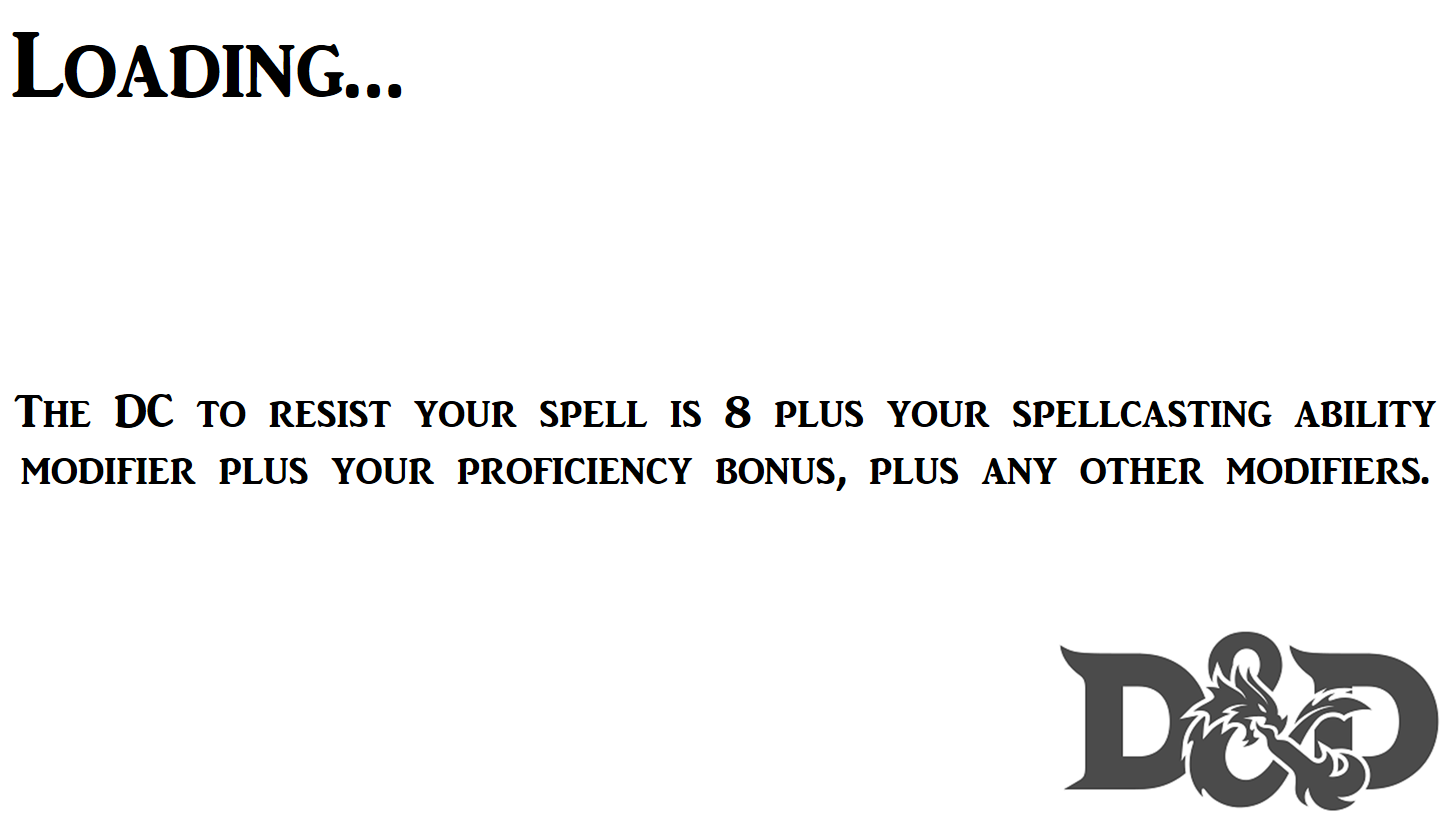 Loading...
The DC to resist your spell is 8 plus your spellcasting ability
modifier plus your proficiency bonus, plus any other modifiers.
D&D